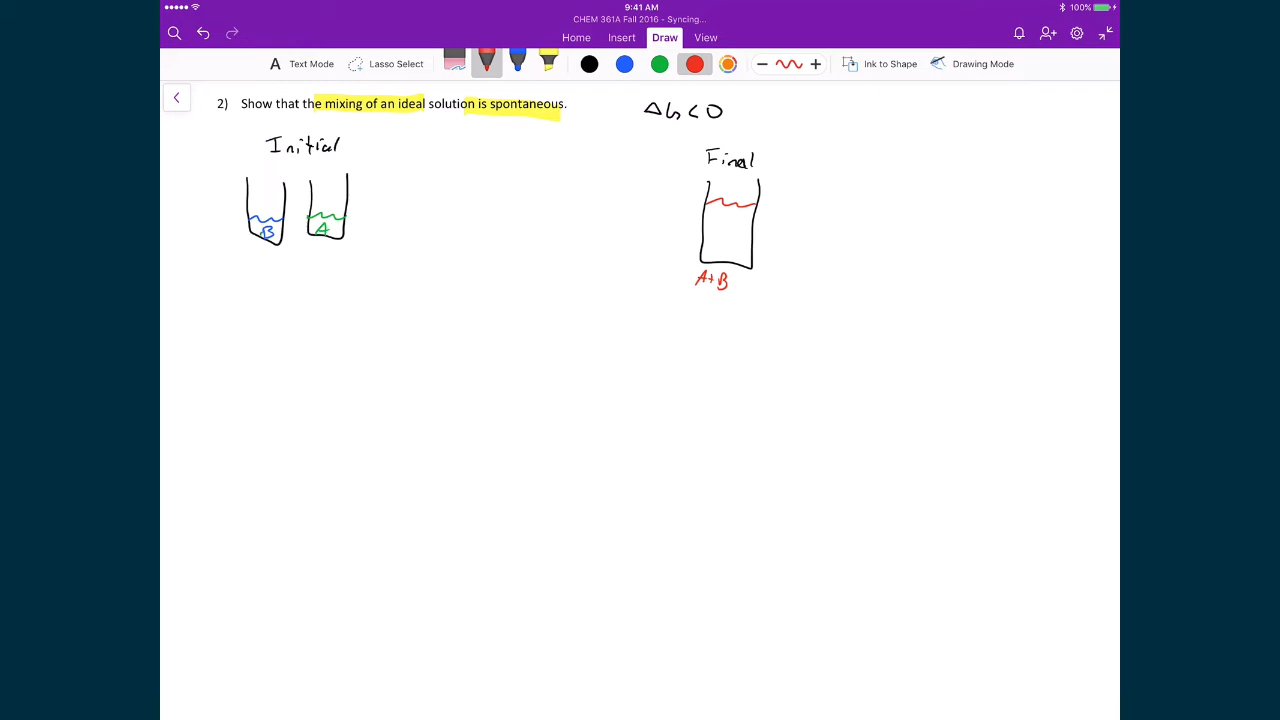 9:41 AM
100%
CHEM 361A Fall 2016 - Syncing...
Home Insert Draw View
A Text Mode Lasso Select Ink to Shape Drawing Mode
2) Show that the mixing of an ideal solution is spontaneous.
ΔG < 0
Initial
Final
B A
A+B